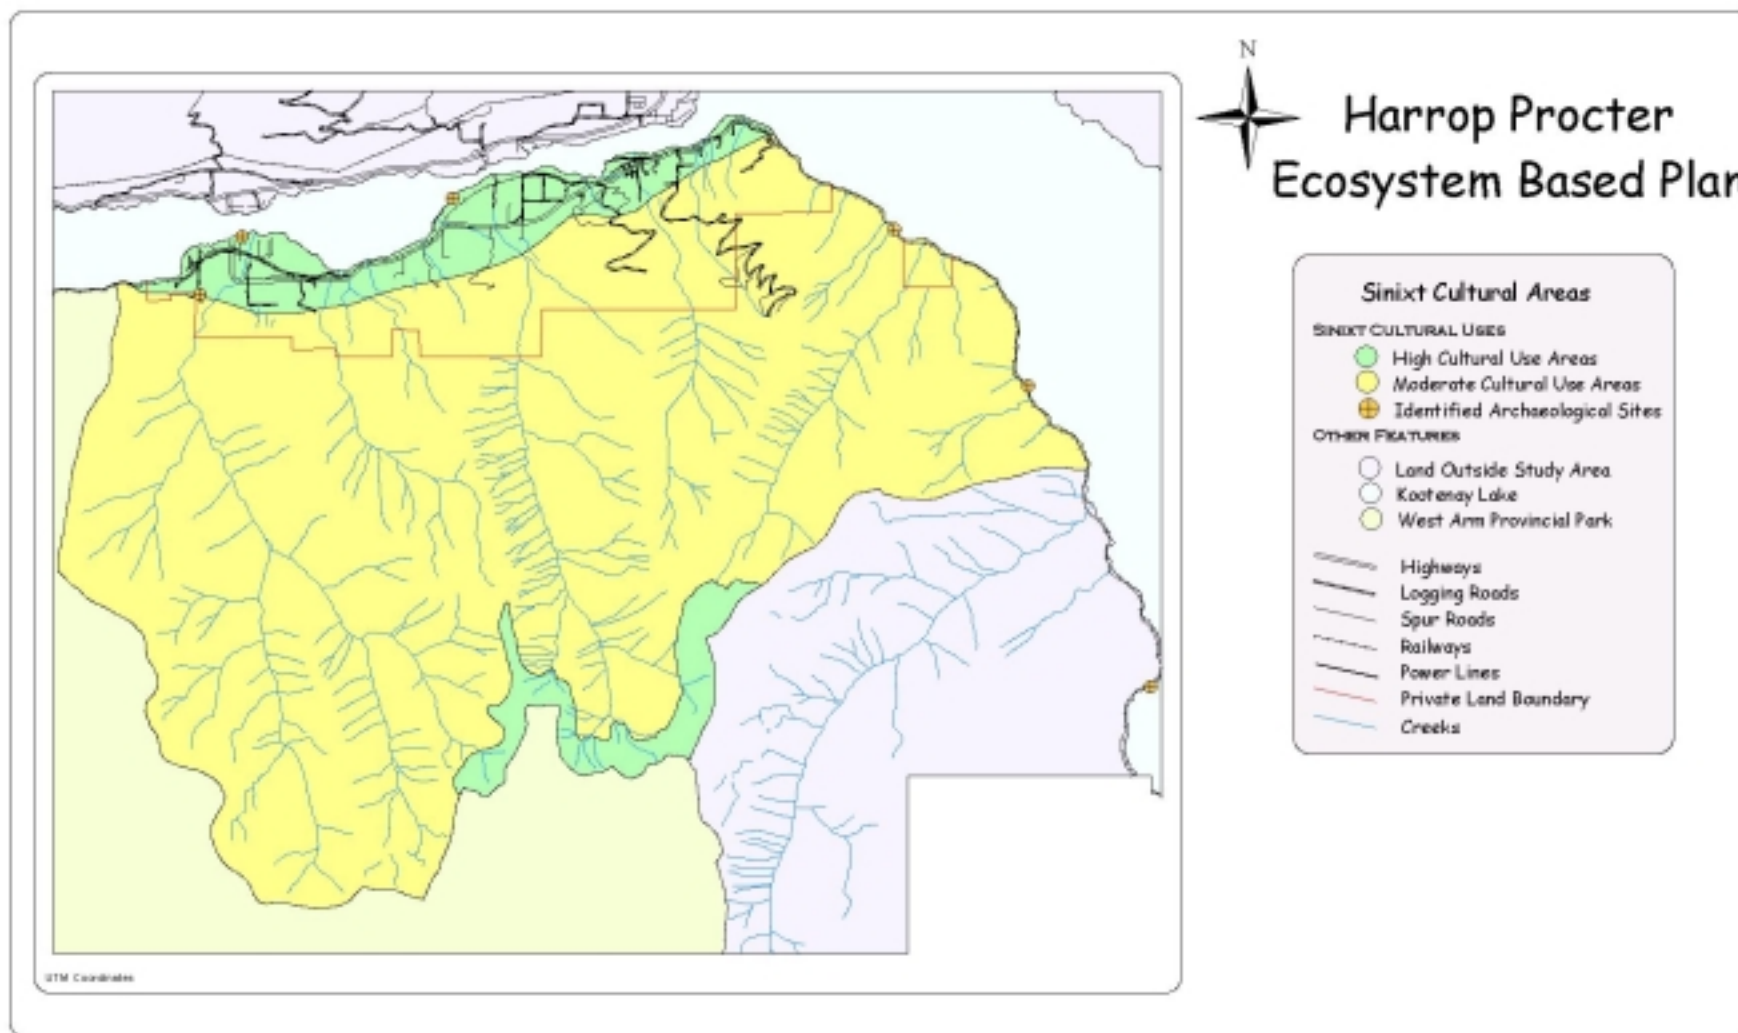 N
Harrop Procter
Ecosystem Based Plan
Sinixt Cultural Areas
SINIXT CULTURAL USES
High Cultural Use Areas
Moderate Cultural Use Areas
Identified Archaeological Sites
OTHER FEATURES
Land Outside Study Area
Kootenay Lake
West Arm Provincial Park
Highways
Logging Roads
Spur Roads
Railways
Power Lines
Private Land Boundary
Creeks
UTM Coordinates